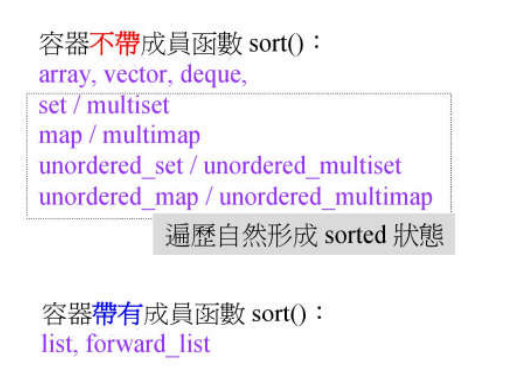 容器不帶成員函數 sort()：
array, vector, deque,
set / multiset
map / multimap
unordered_set / unordered_multiset
unordered_map / unordered_multimap
遍歷自然形成 sorted 狀態
容器帶有成員函數 sort()：
list, forward_list